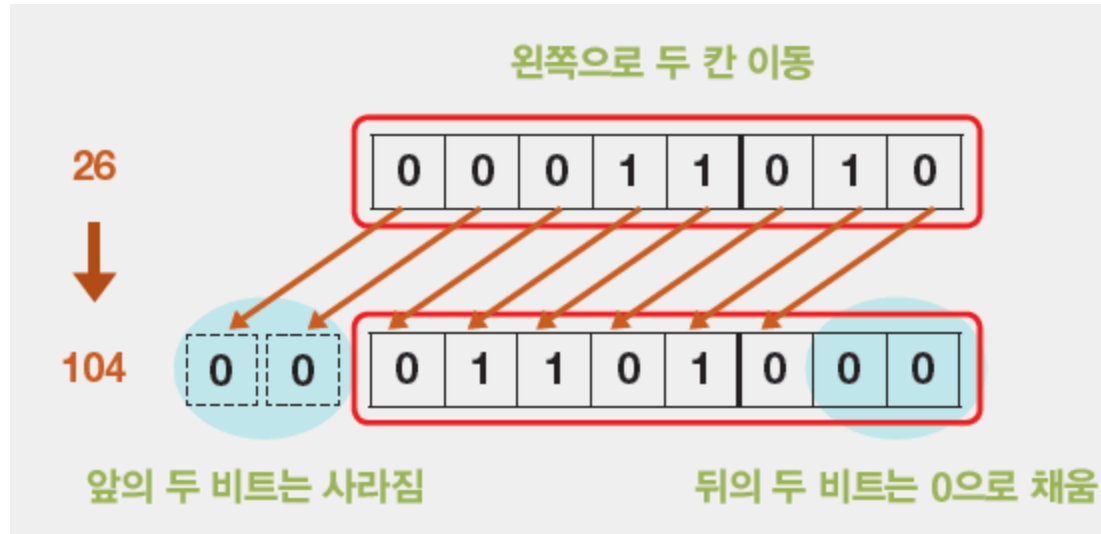 왼쪽으로 두 칸 이동
26 0 0 0 1 1 0 1 0
104 0 0 0 1 1 0 1 0 0 0
앞의 두 비트는 사라짐 뒤의 두 비트는 0으로 채움